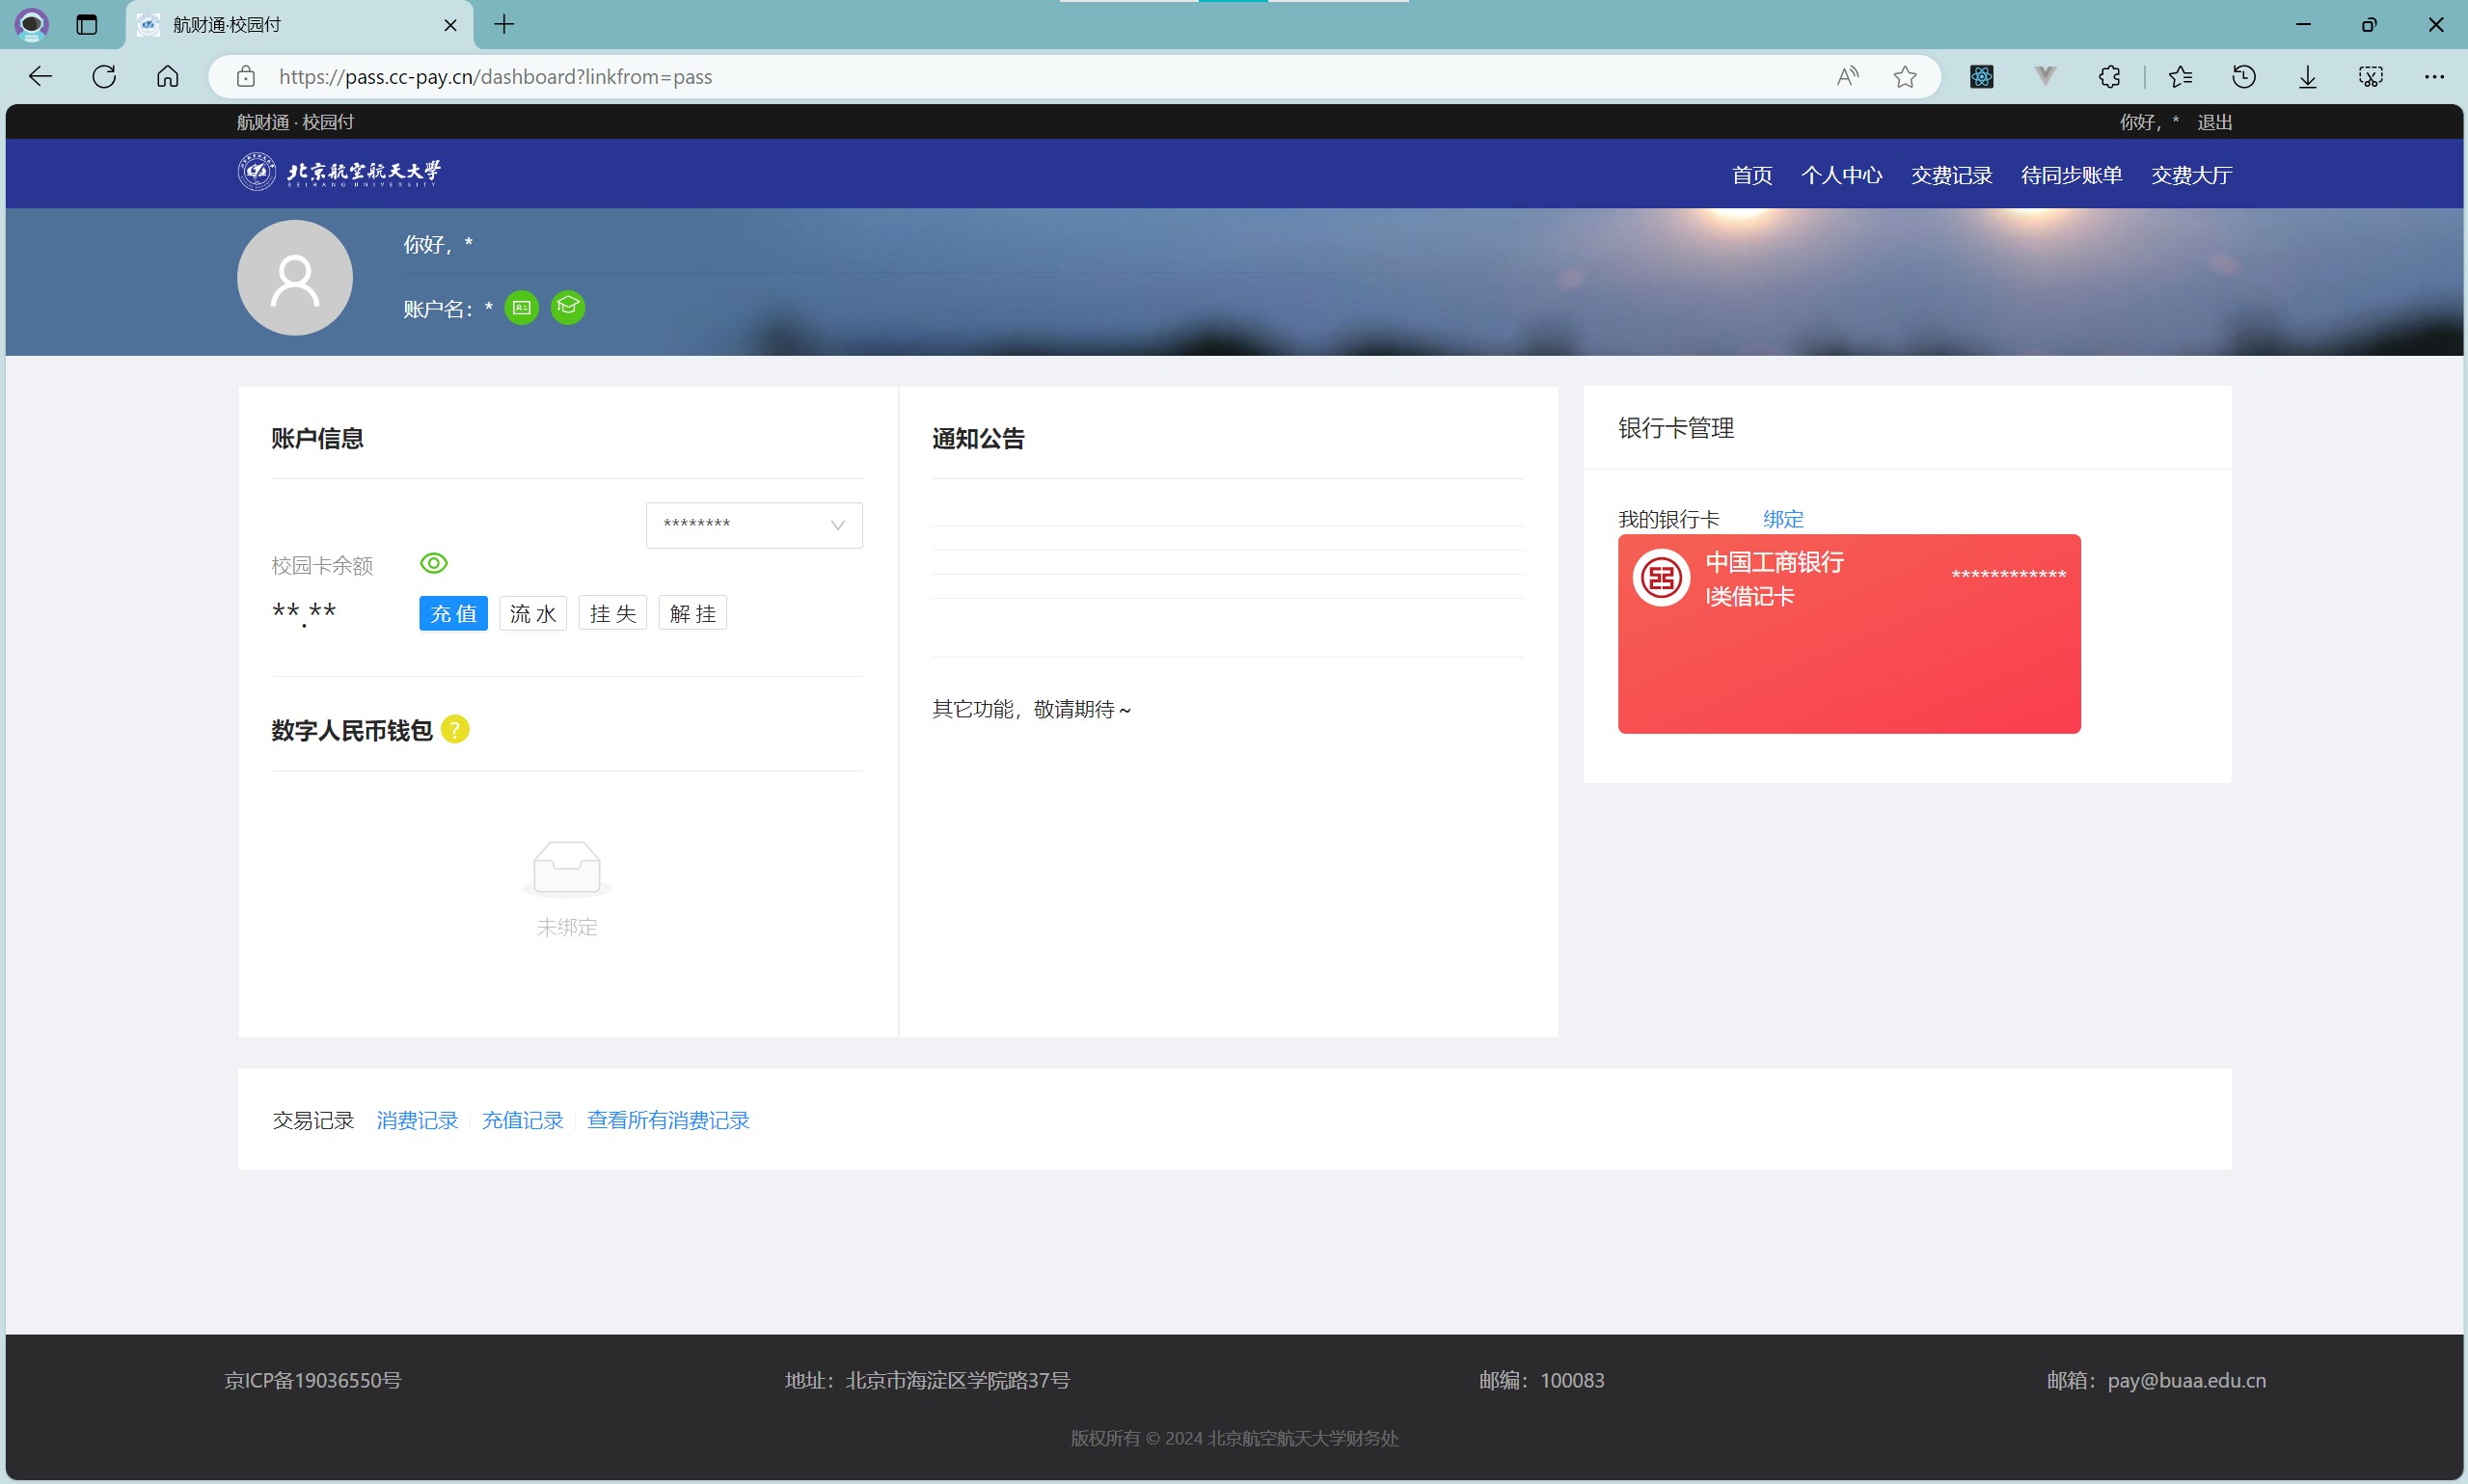 航财通·校园付
https://pass.cc-pay.cn/dashboard?linkfrom=pass
航财通 · 校园付
你好，* 退出
北京航空航天大學
BEIHANG UNIVERSITY
首页 个人中心 交费记录 待同步账单 交费大厅
你好，*
账户名：*
账户信息
********
校园卡余额
**.**
充 值 流 水 挂 失 解 挂
数字人民币钱包 ?
未绑定
通知公告
其它功能，敬请期待 ~
银行卡管理
我的银行卡 绑定
中国工商银行
************
I类借记卡
交易记录 消费记录 充值记录 查看所有消费记录
京ICP备19036550号 地址：北京市海淀区学院路37号 邮编：100083 邮箱：pay@buaa.edu.cn
版权所有 © 2024 北京航空航天大学财务处